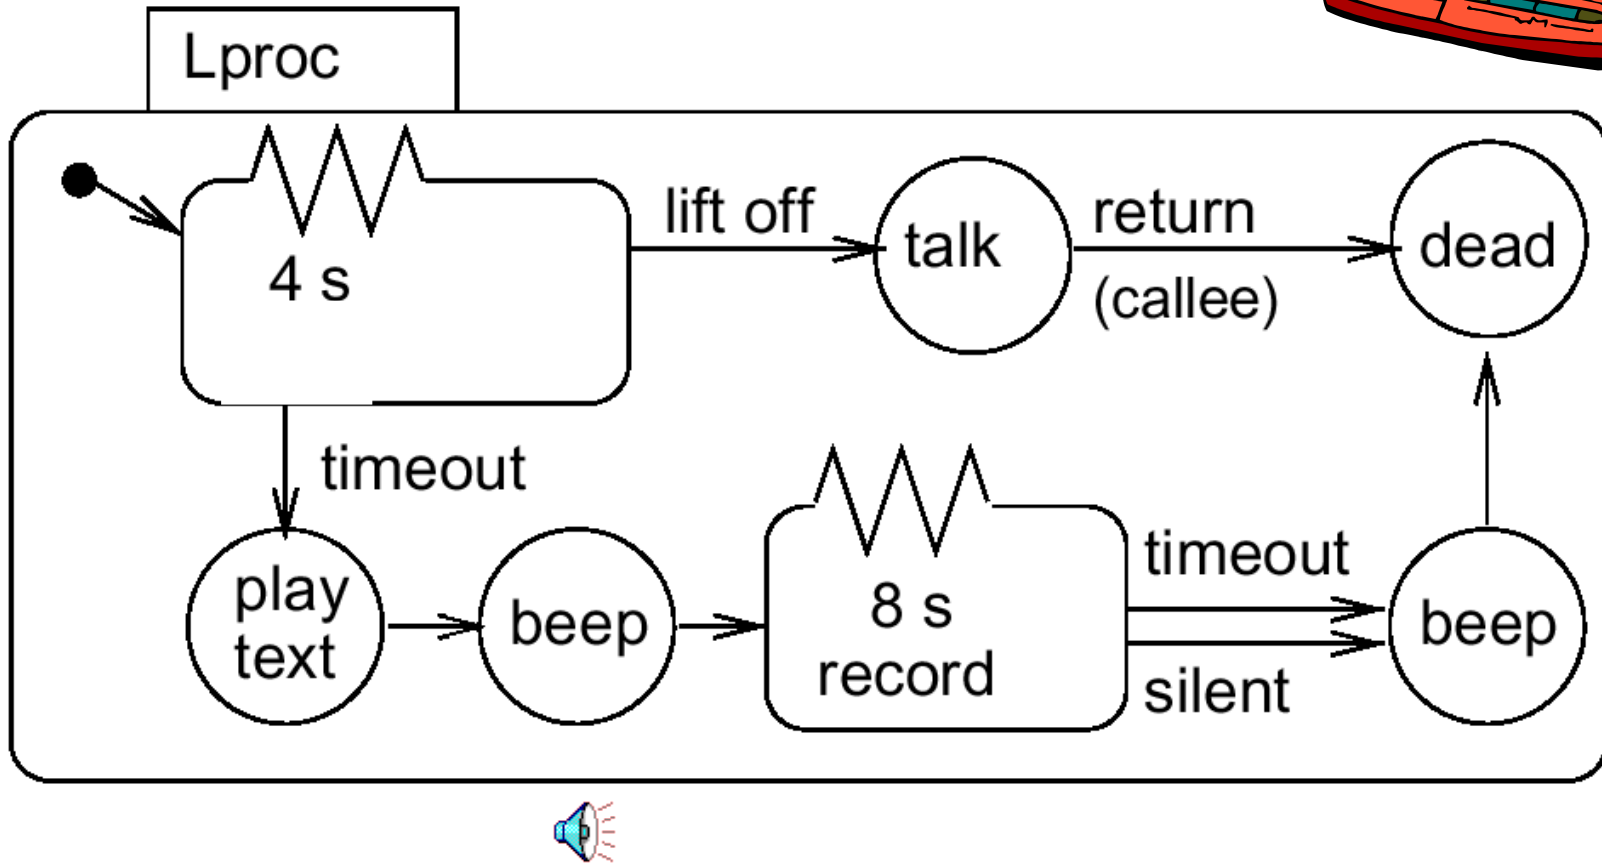 Lproc
4 s
lift off
talk
return
(callee)
dead
timeout
play
text
beep
8 s
record
timeout
silent
beep